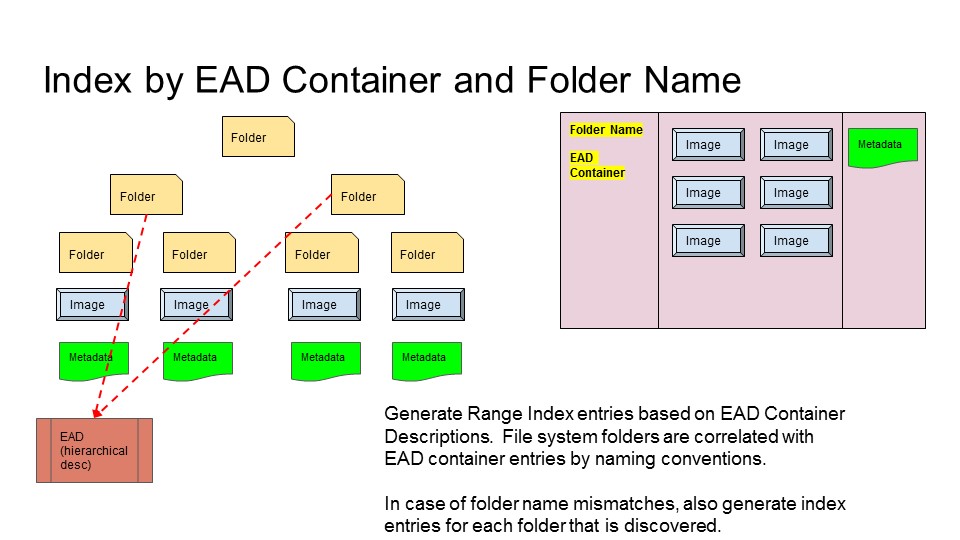 Index by EAD Container and Folder Name
Folder
Folder
Folder
Folder
Folder
Folder
Folder
Image
Image
Image
Image
Metadata
Metadata
Metadata
Metadata
EAD
(hierarchical
desc)
Folder Name
EAD
Container
Image
Image
Image
Image
Image
Image
Metadata
Generate Range Index entries based on EAD Container
Descriptions.  File system folders are correlated with
EAD container entries by naming conventions.
In case of folder name mismatches, also generate index
entries for each folder that is discovered.